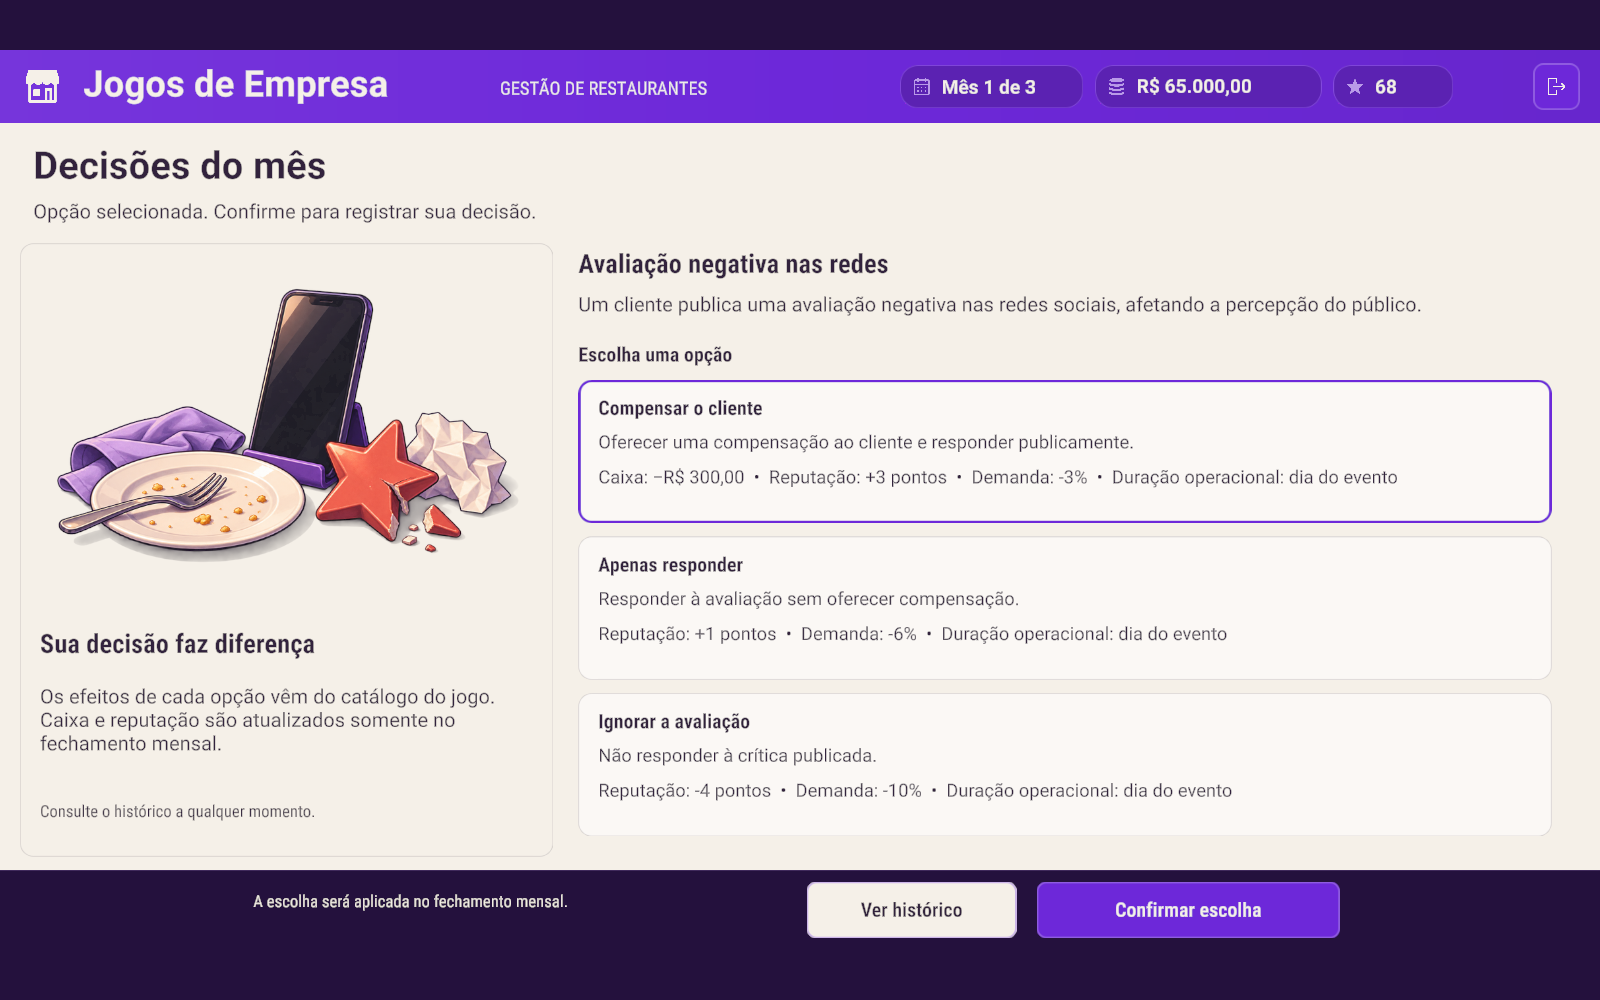 Jogos de Empresa
GESTÃO DE RESTAURANTES
Mês 1 de 3
R$ 65.000,00
68
Decisões do mês
Opção selecionada. Confirme para registrar sua decisão.
Sua decisão faz diferença
Os efeitos de cada opção vêm do catálogo do jogo.
Caixa e reputação são atualizados somente no
fechamento mensal.
Consulte o histórico a qualquer momento.
Avaliação negativa nas redes
Um cliente publica uma avaliação negativa nas redes sociais, afetando a percepção do público.
Escolha uma opção
Compensar o cliente
Oferecer uma compensação ao cliente e responder publicamente.
Caixa: −R$ 300,00 • Reputação: +3 pontos • Demanda: -3% • Duração operacional: dia do evento
Apenas responder
Responder à avaliação sem oferecer compensação.
Reputação: +1 pontos • Demanda: -6% • Duração operacional: dia do evento
Ignorar a avaliação
Não responder à crítica publicada.
Reputação: -4 pontos • Demanda: -10% • Duração operacional: dia do evento
A escolha será aplicada no fechamento mensal.
Ver histórico
Confirmar escolha